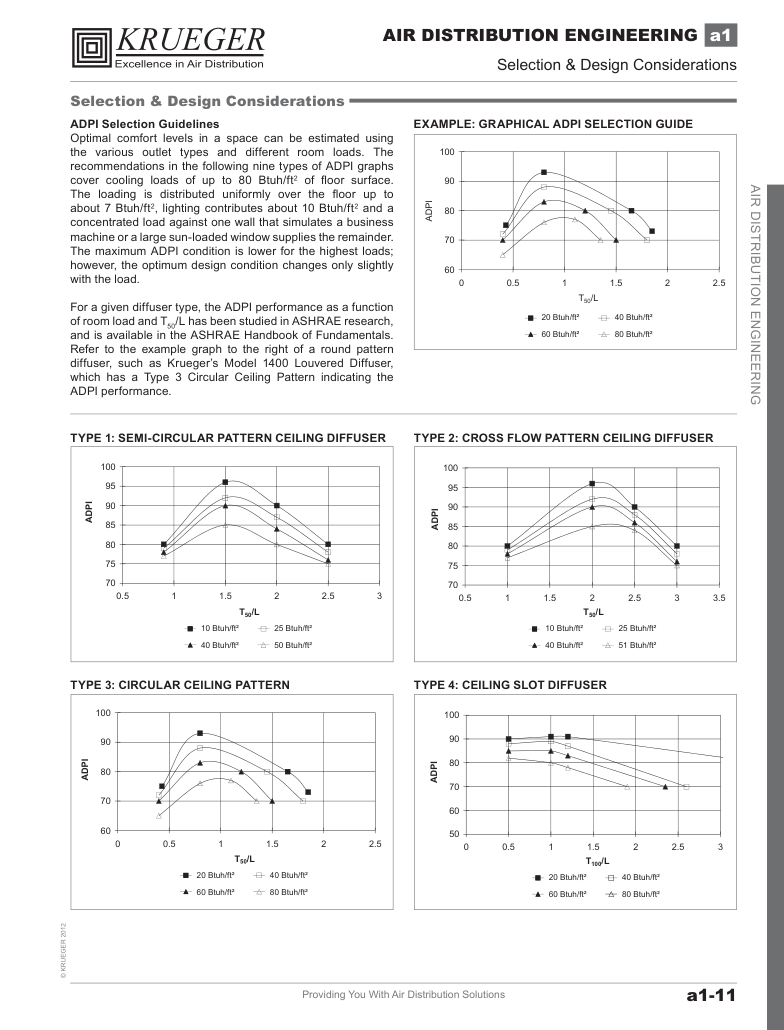 KRUEGER
Excellence in Air Distribution
AIR DISTRIBUTION ENGINEERING a1
Selection & Design Considerations
Selection & Design Considerations
ADPI Selection Guidelines
Optimal comfort levels in a space can be estimated using
the various outlet types and different room loads. The
recommendations in the following nine types of ADPI graphs
cover cooling loads of up to 80 Btuh/ft² of floor surface.
The loading is distributed uniformly over the floor up to
about 7 Btuh/ft², lighting contributes about 10 Btuh/ft² and a
concentrated load against one wall that simulates a business
machine or a large sun-loaded window supplies the remainder.
The maximum ADPI condition is lower for the highest loads;
however, the optimum design condition changes only slightly
with the load.
For a given diffuser type, the ADPI performance as a function
of room load and T50/L has been studied in ASHRAE research,
and is available in the ASHRAE Handbook of Fundamentals.
Refer to the example graph to the right of a round pattern
diffuser, such as Krueger's Model 1400 Louvered Diffuser,
which has a Type 3 Circular Ceiling Pattern indicating the
ADPI performance.
EXAMPLE: GRAPHICAL ADPI SELECTION GUIDE
100
90
80
70
60
ADPI
0 0.5 1 1.5 2 2.5
T50/L
20 Btuh/ft² 40 Btuh/ft²
60 Btuh/ft² 80 Btuh/ft²
AIR DISTRIBUTION ENGINEERING
TYPE 1: SEMI-CIRCULAR PATTERN CEILING DIFFUSER
100
95
90
85
80
75
70
ADPI
0.5 1 1.5 2 2.5 3
T50/L
10 Btuh/ft² 25 Btuh/ft²
40 Btuh/ft² 50 Btuh/ft²
TYPE 2: CROSS FLOW PATTERN CEILING DIFFUSER
100
95
90
85
80
75
70
ADPI
0.5 1 2 2.5 3 3.5
T50/L
10 Btuh/ft² 25 Btuh/ft²
40 Btuh/ft² 51 Btuh/ft²
TYPE 3: CIRCULAR CEILING PATTERN
100
90
80
70
60
ADPI
0 0.5 1 1.5 2 2.5
T50/L
20 Btuh/ft² 40 Btuh/ft²
60 Btuh/ft² 80 Btuh/ft²
TYPE 4: CEILING SLOT DIFFUSER
100
90
80
70
60
50
ADPI
0 0.5 1 1.5 2 2.5 3
T100/L
20 Btuh/ft² 40 Btuh/ft²
60 Btuh/ft² 80 Btuh/ft²
© KRUEGER 2012
Providing You With Air Distribution Solutions
a1-11